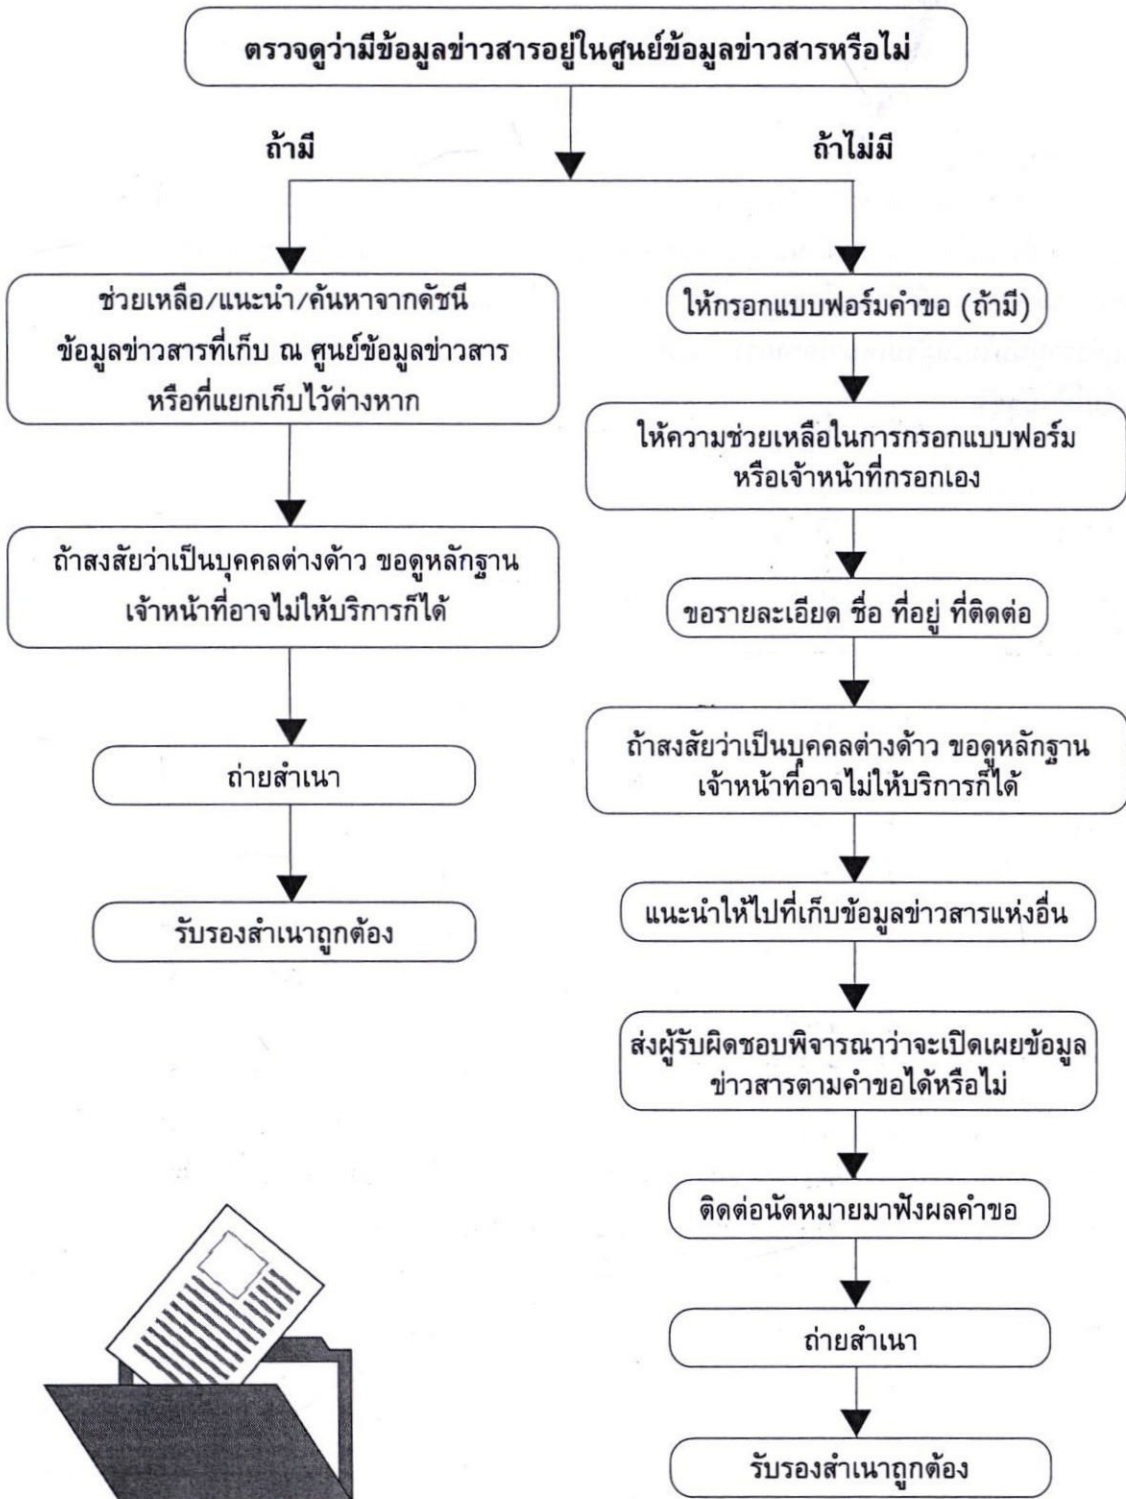 ตรวจดูว่ามีข้อมูลข่าวสารอยู่ในศูนย์ข้อมูลข่าวสารหรือไม่
ถ้ามี
ช่วยเหลือ/แนะนำ/ค้นหาจากดัชนี
ข้อมูลข่าวสารที่เก็บ ณ ศูนย์ข้อมูลข่าวสาร
หรือที่แยกเก็บไว้ต่างหาก
ถ้าสงสัยว่าเป็นบุคคลต่างด้าว ขอดูหลักฐาน
เจ้าหน้าที่อาจไม่ให้บริการก็ได้
ถ่ายสำเนา
รับรองสำเนาถูกต้อง
ถ้าไม่มี
ให้กรอกแบบฟอร์มคำขอ (ถ้ามี)
ให้ความช่วยเหลือในการกรอกแบบฟอร์ม
หรือเจ้าหน้าที่กรอกเอง
ขอรายละเอียด ชื่อ ที่อยู่ ที่ติดต่อ
ถ้าสงสัยว่าเป็นบุคคลต่างด้าว ขอดูหลักฐาน
เจ้าหน้าที่อาจไม่ให้บริการก็ได้
แนะนำให้ไปที่เก็บข้อมูลข่าวสารแห่งอื่น
ส่งผู้รับผิดชอบพิจารณาว่าจะเปิดเผยข้อมูล
ข่าวสารตามคำขอได้หรือไม่
ติดต่อนัดหมายมาฟังผลคำขอ
ถ่ายสำเนา
รับรองสำเนาถูกต้อง